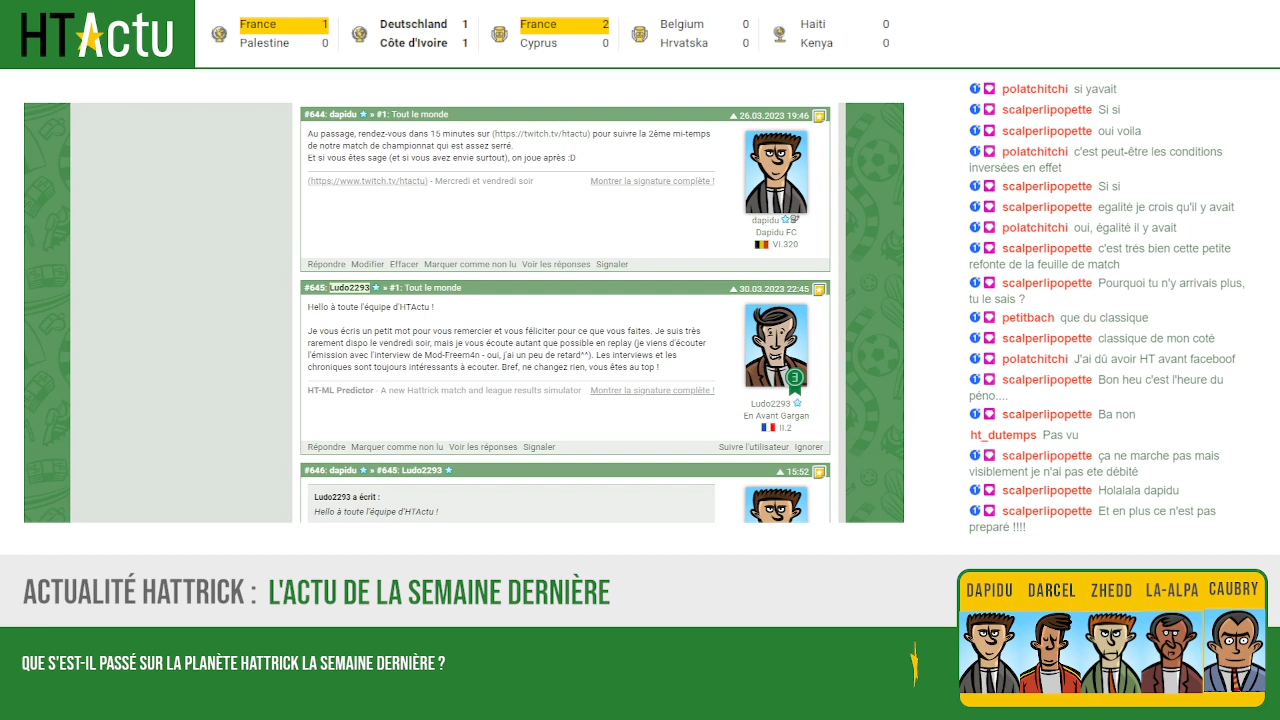 HTActu
France 1
Palestine 0
Deutschland 1
Côte d'Ivoire 1
France 2
Cyprus 0
Belgium 0
Hrvatska 0
Haiti 0
Kenya 0
#644: dapidu » #1: Tout le monde
26.03.2023 19:46
Au passage, rendez-vous dans 15 minutes sur (https://twitch.tv/htactu) pour suivre la 2ème mi-temps
de notre match de championnat qui est assez serré.
Et si vous êtes sage (et si vous avez envie surtout), on joue après :D
(https://www.twitch.tv/htactu) - Mercredi et vendredi soir
Montrer la signature complète !
dapidu
Dapidu FC
VI.320
Répondre Modifier Effacer Marquer comme non lu Voir les réponses Signaler
#645: Ludo2293 » #1: Tout le monde
30.03.2023 22:45
Hello à toute l'équipe d'HTActu !
Je vous écris un petit mot pour vous remercier et vous féliciter pour ce que vous faites. Je suis très
rarement dispo le vendredi soir, mais je vous écoute autant que possible en replay (je viens d'écouter
l'émission avec l'interview de Mod-Freem4n - oui, j'ai un peu de retard^^). Les interviews et les
chroniques sont toujours intéressants à ecouter. Bref, ne changez rien, vous êtes au top !
HT-ML Predictor - A new Hattrick match and league results simulator
Montrer la signature complète !
Ludo2293
En Avant Gargan
II.2
Répondre Marquer comme non lu Voir les réponses Signaler
Suivre l'utilisateur Ignorer
#646: dapidu » #645: Ludo2293
15:52
Ludo2293 a écrit :
Hello à toute l'équipe d'HTActu !
polatchitchi si yavait
scalperlipopette Si si
scalperlipopette oui voila
polatchitchi c'est peut-être les conditions
inversées en effet
scalperlipopette Si si
scalperlipopette egalité je crois qu'il y avait
polatchitchi oui, égalité il y avait
scalperlipopette c'est trés bien cette petite
refonte de la feuille de match
scalperlipopette Pourquoi tu n'y arrivais plus,
tu le sais ?
petitbach que du classique
scalperlipopette classique de mon coté
polatchitchi J'ai dû avoir HT avant faceboof
scalperlipopette Bon heu c'est l'heure du
péno....
scalperlipopette Ba non
ht_dutemps Pas vu
scalperlipopette ça ne marche pas mais
visiblement je n'ai pas ete débité
scalperlipopette Holalala dapidu
scalperlipopette Et en plus ce n'est pas
preparé !!!!
ACTUALITÉ HATTRICK : L'ACTU DE LA SEMAINE DERNIÈRE
QUE S'EST-IL PASSÉ SUR LA PLANÈTE HATTRICK LA SEMAINE DERNIÈRE ?
DAPIDU DARCEL ZHEDD LA-ALPA CAUBRY